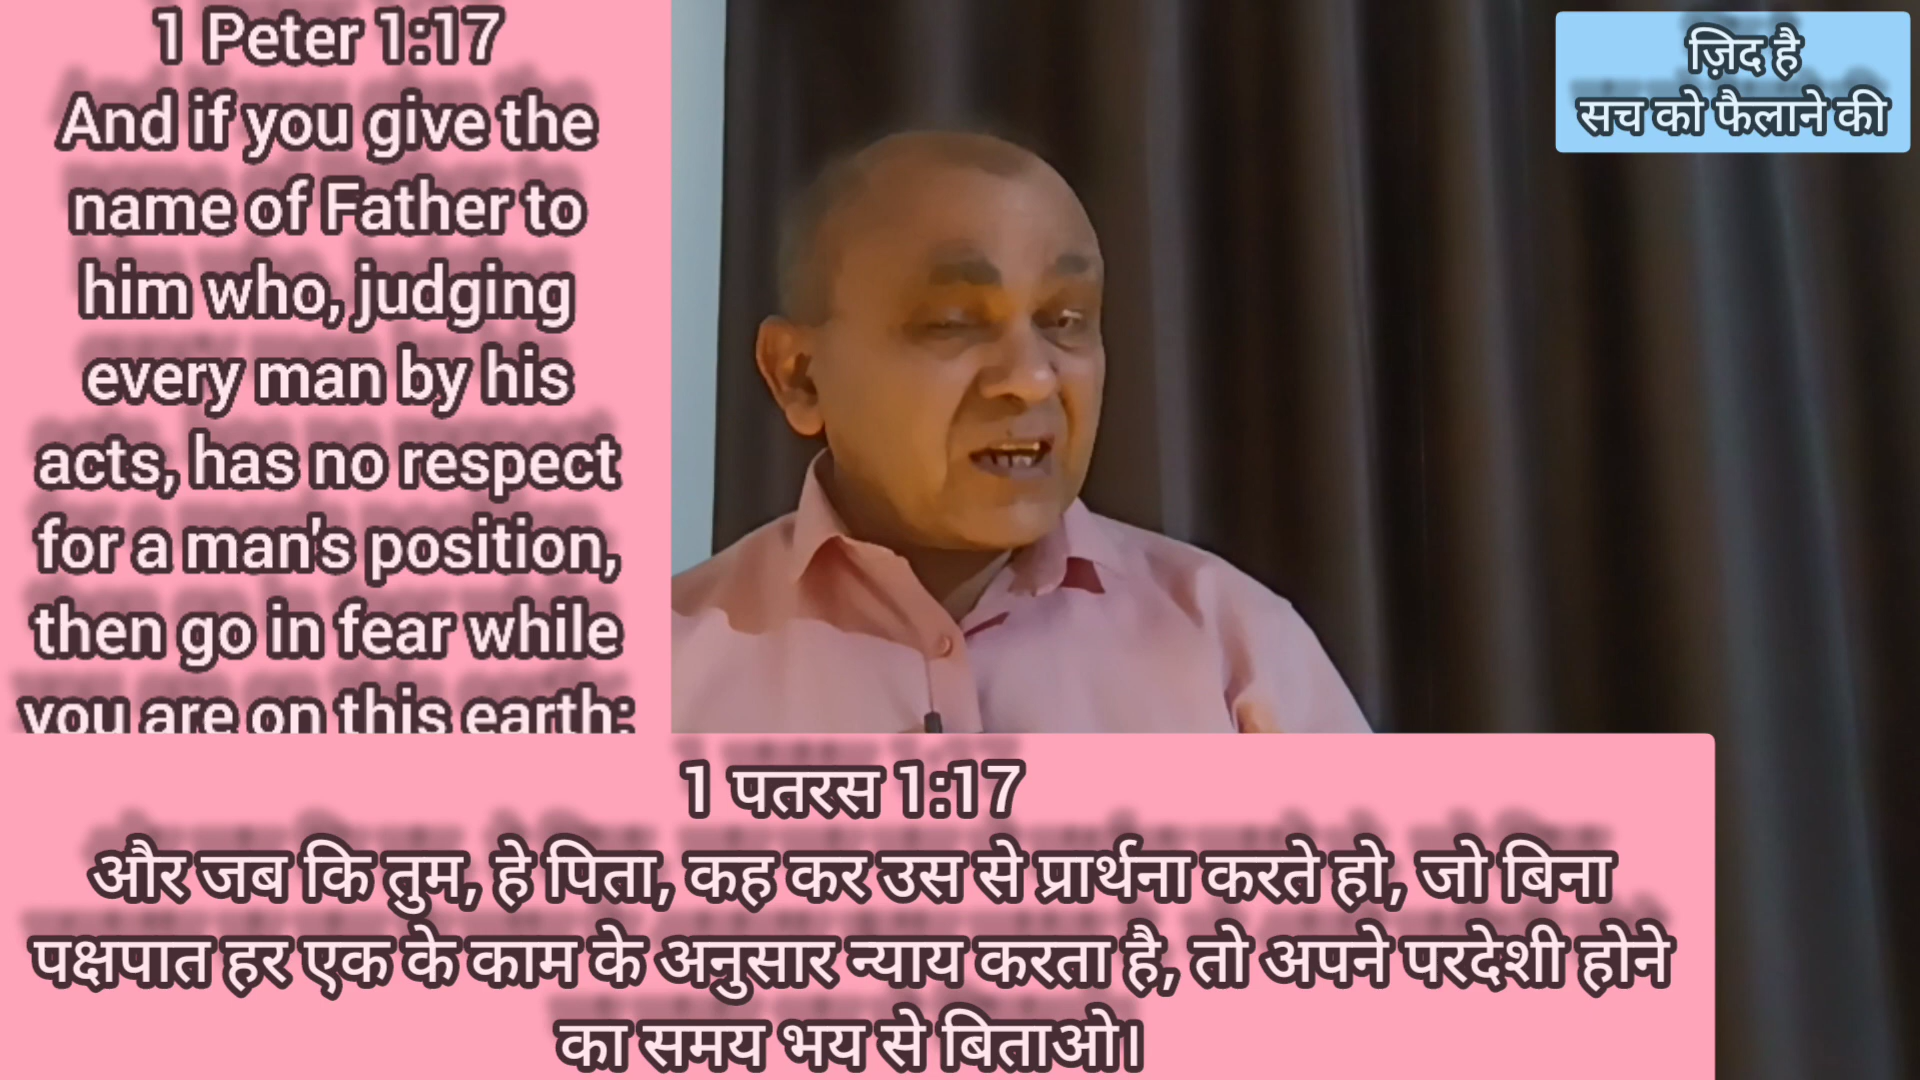 1 Peter 1:17
And if you give the
name of Father to
him who, judging
every man by his
acts, has no respect
for a man's position,
then go in fear while
you are on this earth:
ज़िद है
सच को फैलाने की
1 पतरस 1:17
और जब कि तुम, हे पिता, कह कर उस से प्रार्थना करते हो, जो बिना
पक्षपात हर एक के काम के अनुसार न्याय करता है, तो अपने परदेशी होने
का समय भय से बिताओ।